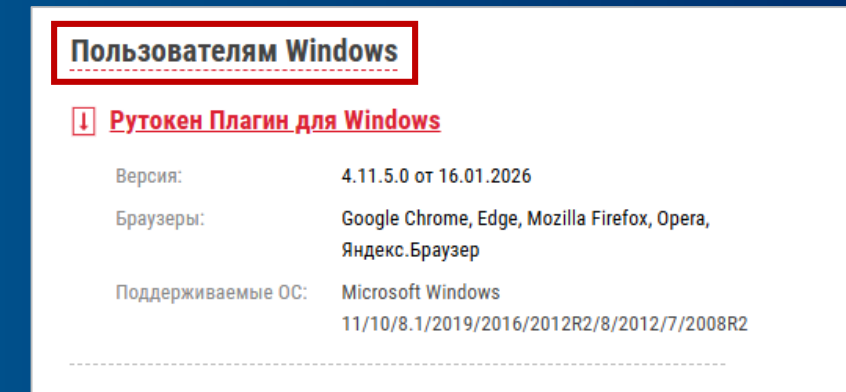 Пользователям Windows
Рутокен Плагин для Windows
Версия: 4.11.5.0 от 16.01.2026
Браузеры: Google Chrome, Edge, Mozilla Firefox, Opera,
Яндекс.Браузер
Поддерживаемые ОС: Microsoft Windows
11/10/8.1/2019/2016/2012R2/8/2012/7/2008R2